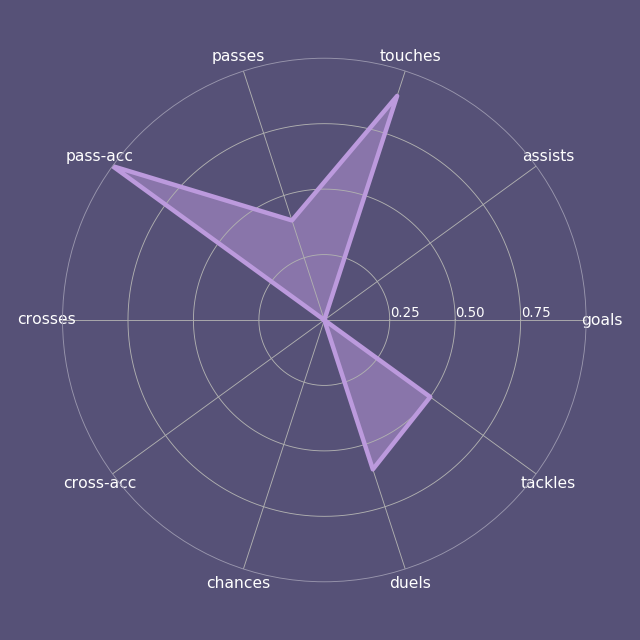 passes
touches
pass-acc
assists
crosses
0.25
0.50
0.75
goals
cross-acc
tackles
chances
duels